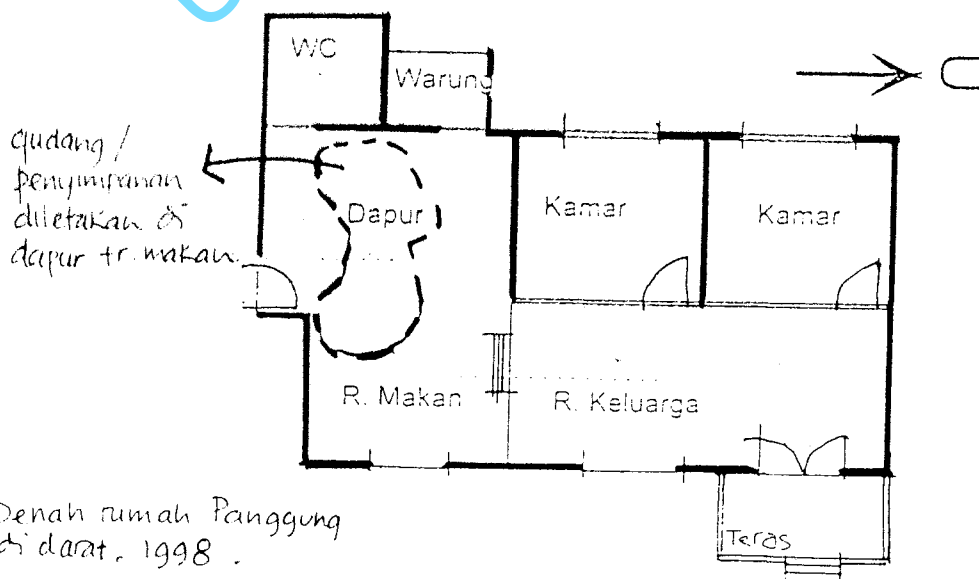 WC
Warung
gudang /
penyimpanan
diletakan di
dapur + r. makan.
Dapur
Kamar
Kamar
R. Makan
R. Keluarga
Teras
Denah rumah Panggung
di darat. 1998.